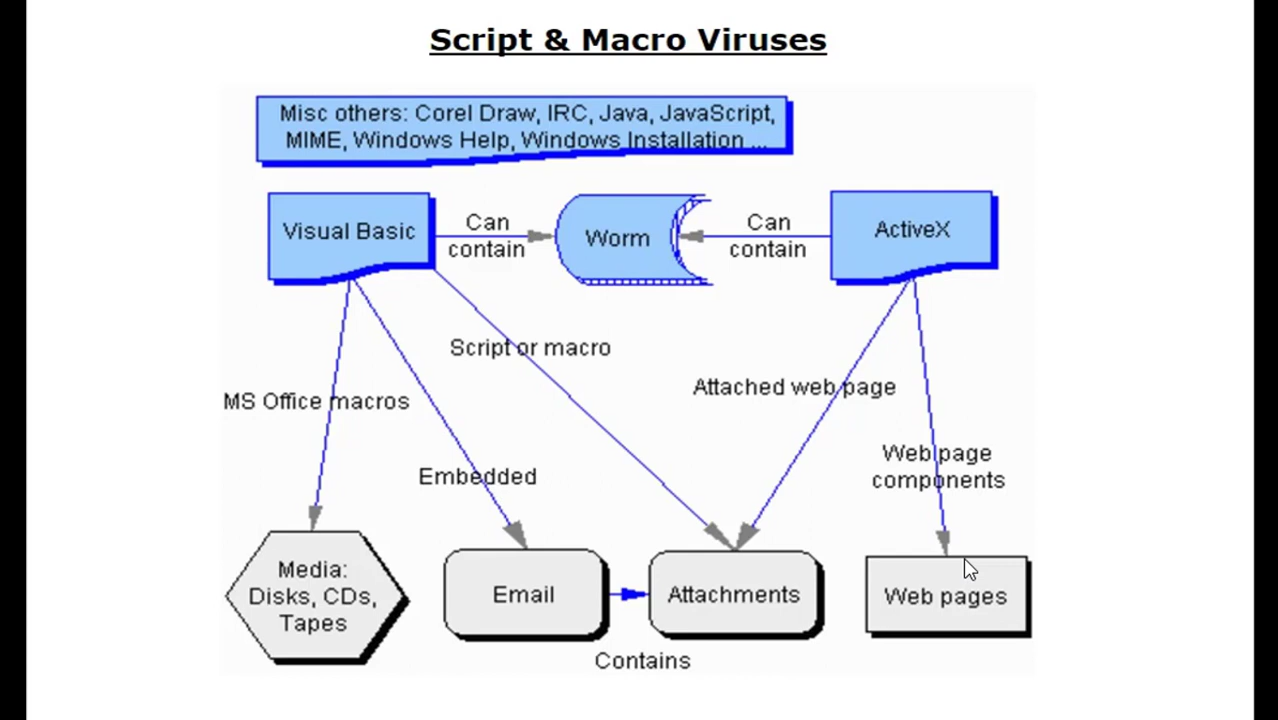 Script & Macro Viruses
Misc others: Corel Draw, IRC, Java, JavaScript,
MIME, Windows Help, Windows Installation ...
Visual Basic
Can
contain
Worm
Can
contain
ActiveX
Script or macro
Attached web page
MS Office macros
Web page
components
Embedded
Media:
Disks, CDs,
Tapes
Email
Attachments
Web pages
Contains